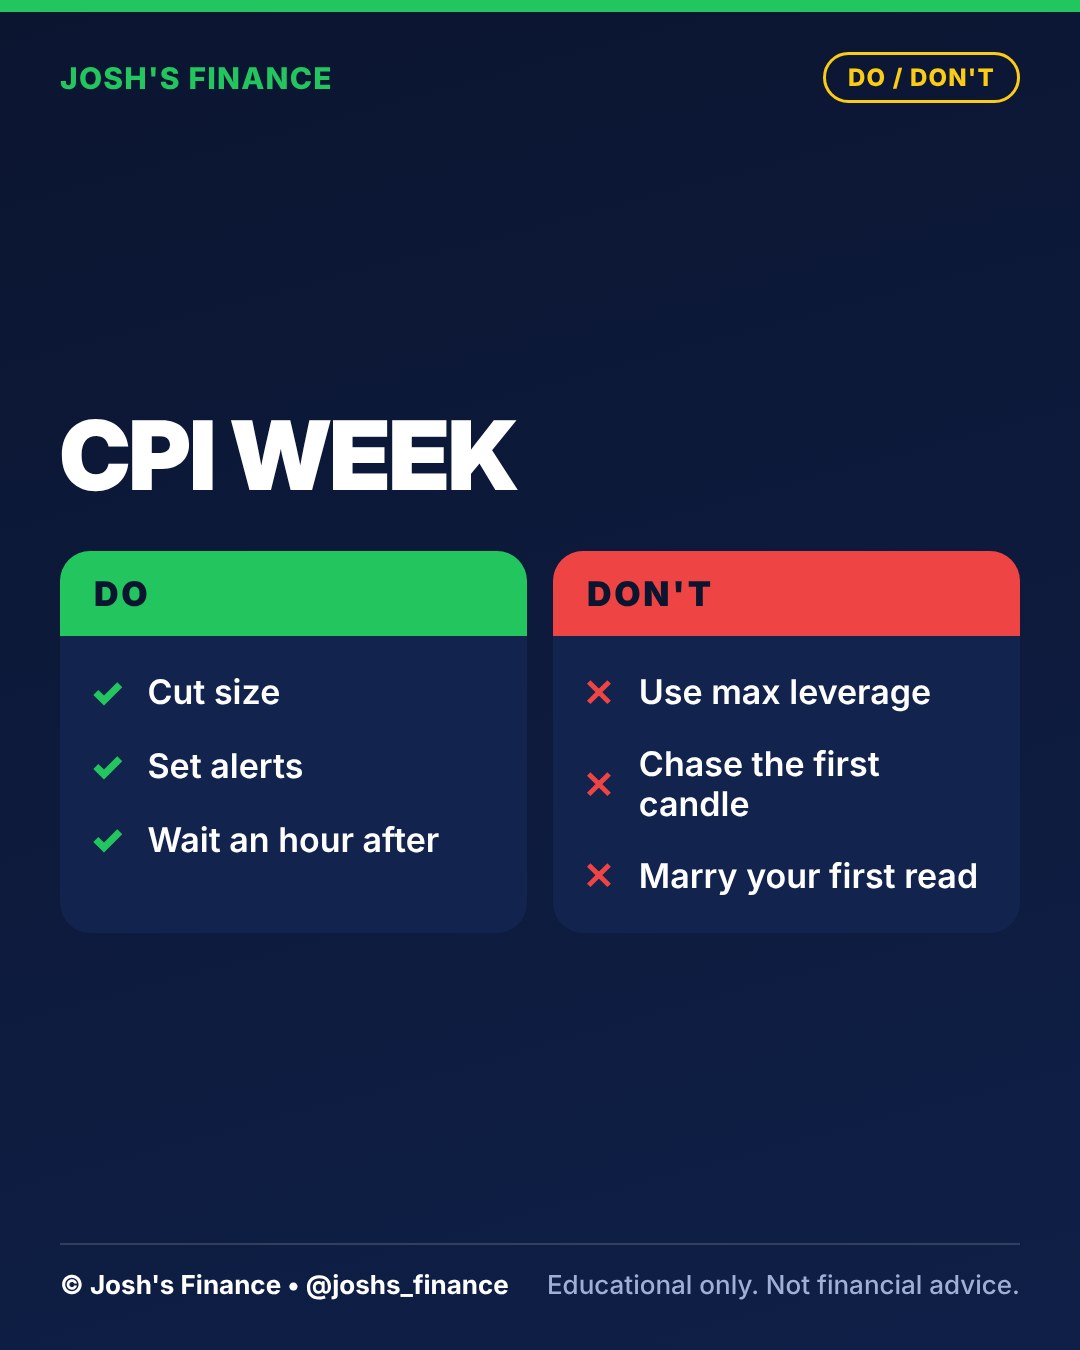 JOSH'S FINANCE
DO / DON'T
CPI WEEK
DO
Cut size
Set alerts
Wait an hour after
DON'T
Use max leverage
Chase the first
candle
Marry your first read
© Josh's Finance • @joshs_finance
Educational only. Not financial advice.